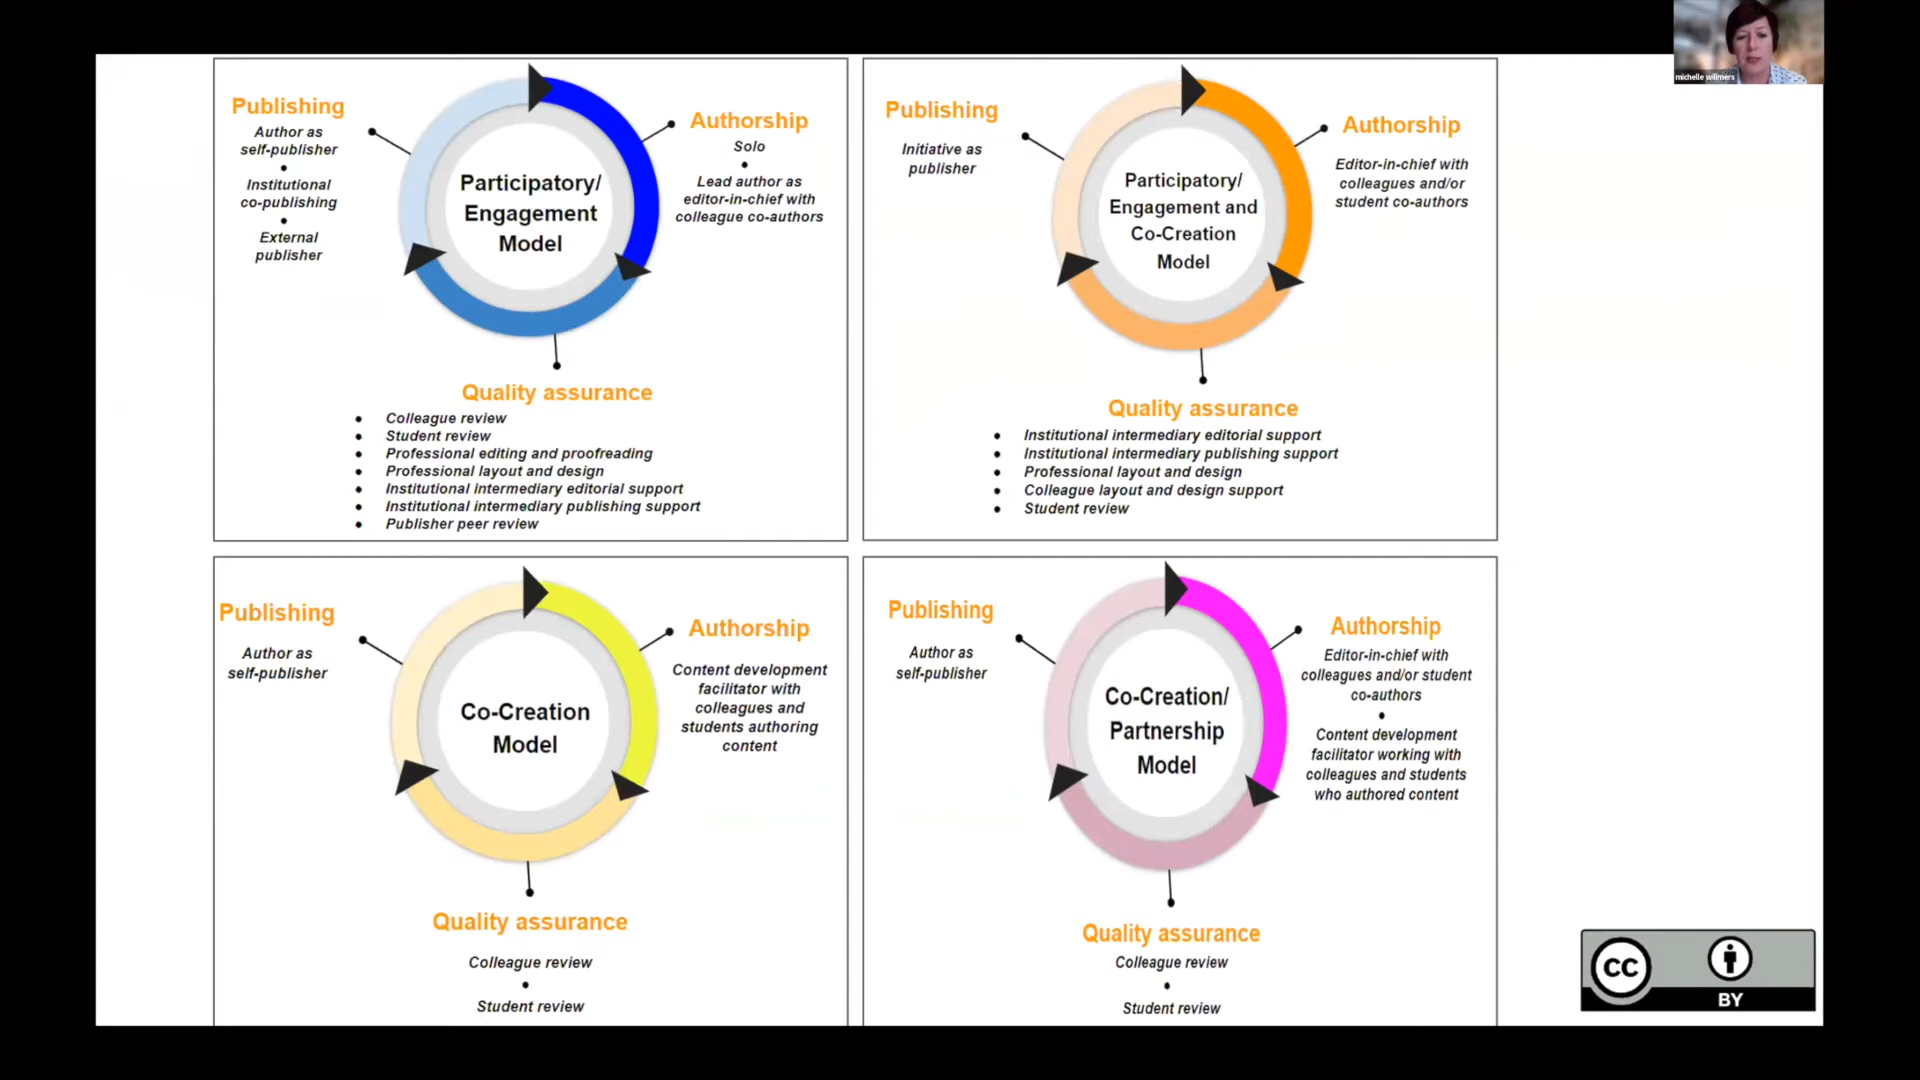 michelle willmers
Publishing
Author as
self-publisher
•
Institutional
co-publishing
•
External
publisher
Participatory/
Engagement
Model
Authorship
Solo
•
Lead author as
editor-in-chief with
colleague co-authors
Quality assurance
• Colleague review
• Student review
• Professional editing and proofreading
• Professional layout and design
• Institutional intermediary editorial support
• Institutional intermediary publishing support
• Publisher peer review
Publishing
Initiative as
publisher
Participatory/
Engagement and
Co-Creation
Model
Authorship
Editor-in-chief with
colleagues and/or
student co-authors
Quality assurance
• Institutional intermediary editorial support
• Institutional intermediary publishing support
• Professional layout and design
• Colleague layout and design support
• Student review
Publishing
Author as
self-publisher
Co-Creation
Model
Authorship
Content development
facilitator with
colleagues and
students authoring
content
Quality assurance
Colleague review
•
Student review
Publishing
Author as
self-publisher
Co-Creation/
Partnership
Model
Authorship
Editor-in-chief with
colleagues and/or student
co-authors
•
Content development
facilitator working with
colleagues and students
who authored content
Quality assurance
Colleague review
•
Student review
CC
BY